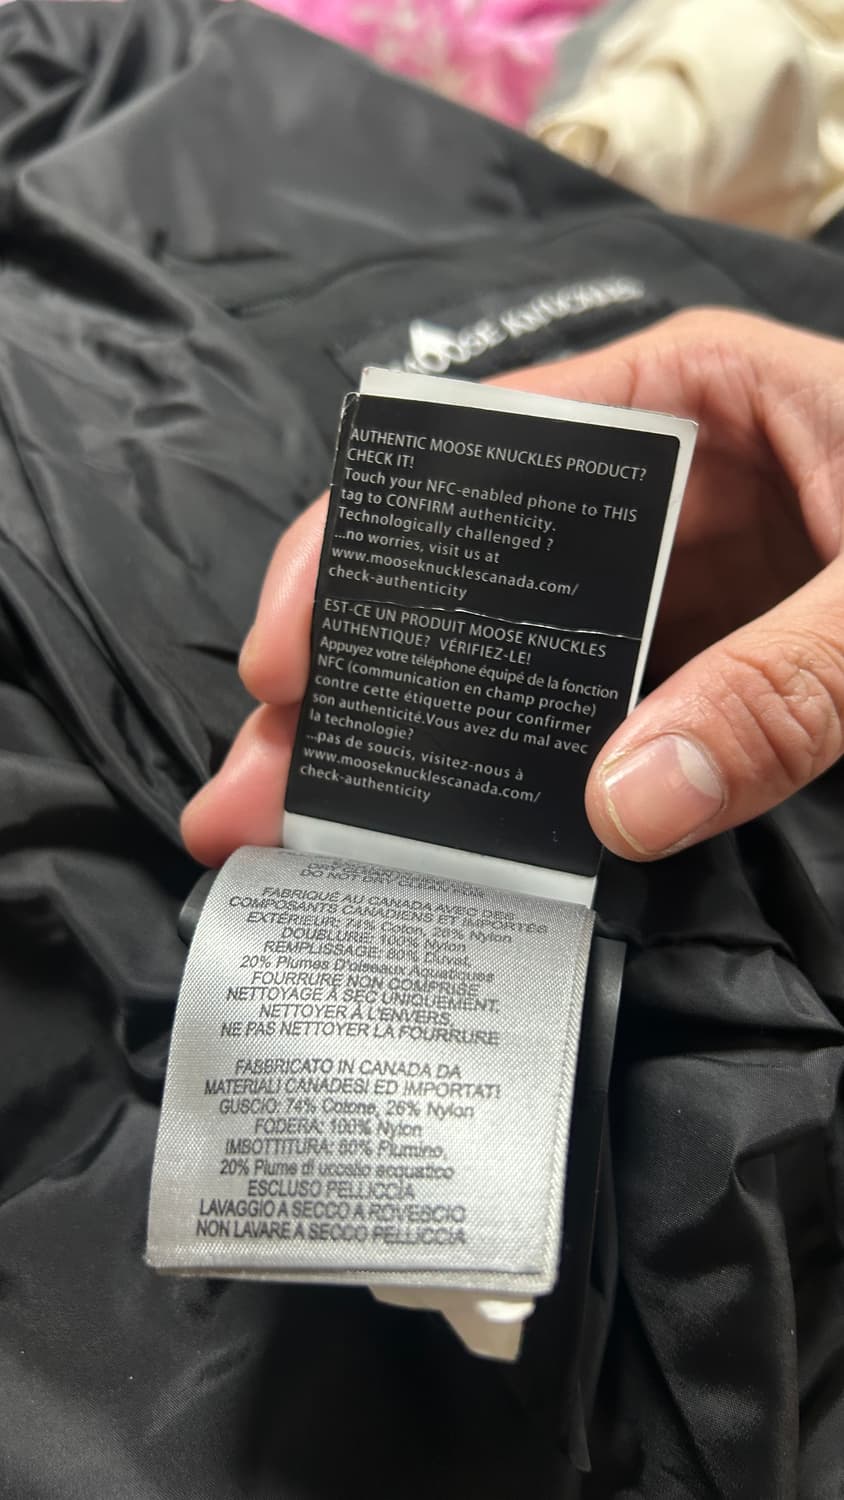 MOOSE KNUCKLES
AUTHENTIC MOOSE KNUCKLES PRODUCT?
CHECK IT!
Touch your NFC-enabled phone to THIS
tag to CONFIRM authenticity.
Technologically challenged ?
...no worries, visit us at
www.mooseknucklescanada.com/
check-authenticity
EST-CE UN PRODUIT MOOSE KNUCKLES
AUTHENTIQUE? VÉRIFIEZ-LE!
Appuyez votre téléphone équipé de la fonction
NFC (communication en champ proche)
contre cette étiquette pour confirmer
son authenticité.Vous avez du mal avec
la technologie?
...pas de soucis, visitez-nous à
www.mooseknucklescanada.com/
check-authenticity
DO NOT DRY CLEAN FUR
FABRIQUÉ AU CANADA AVEC DES
COMPOSANTS CANADIENS ET IMPORTÉS
EXTÉRIEUR: 74% Coton, 26% Nylon
DOUBLURE: 100% Nylon
REMPLISSAGE: 80% Duvet,
20% Plumes D'oiseaux Aquatiques
FOURRURE NON COMPRISE
NETTOYAGE À SEC UNIQUEMENT.
NETTOYER À L'ENVERS
NE PAS NETTOYER LA FOURRURE
FABBRICATO IN CANADA DA
MATERIALI CANADESI ED IMPORTATI
GUSCIO: 74% Cotone, 26% Nylon
FODERA: 100% Nylon
IMBOTTITURA: 80% Piumino,
20% Piume di uccello acquatico
ESCLUSO PELLICCIA
LAVAGGIO A SECCO A ROVESCIO
NON LAVARE A SECCO PELLICCIA